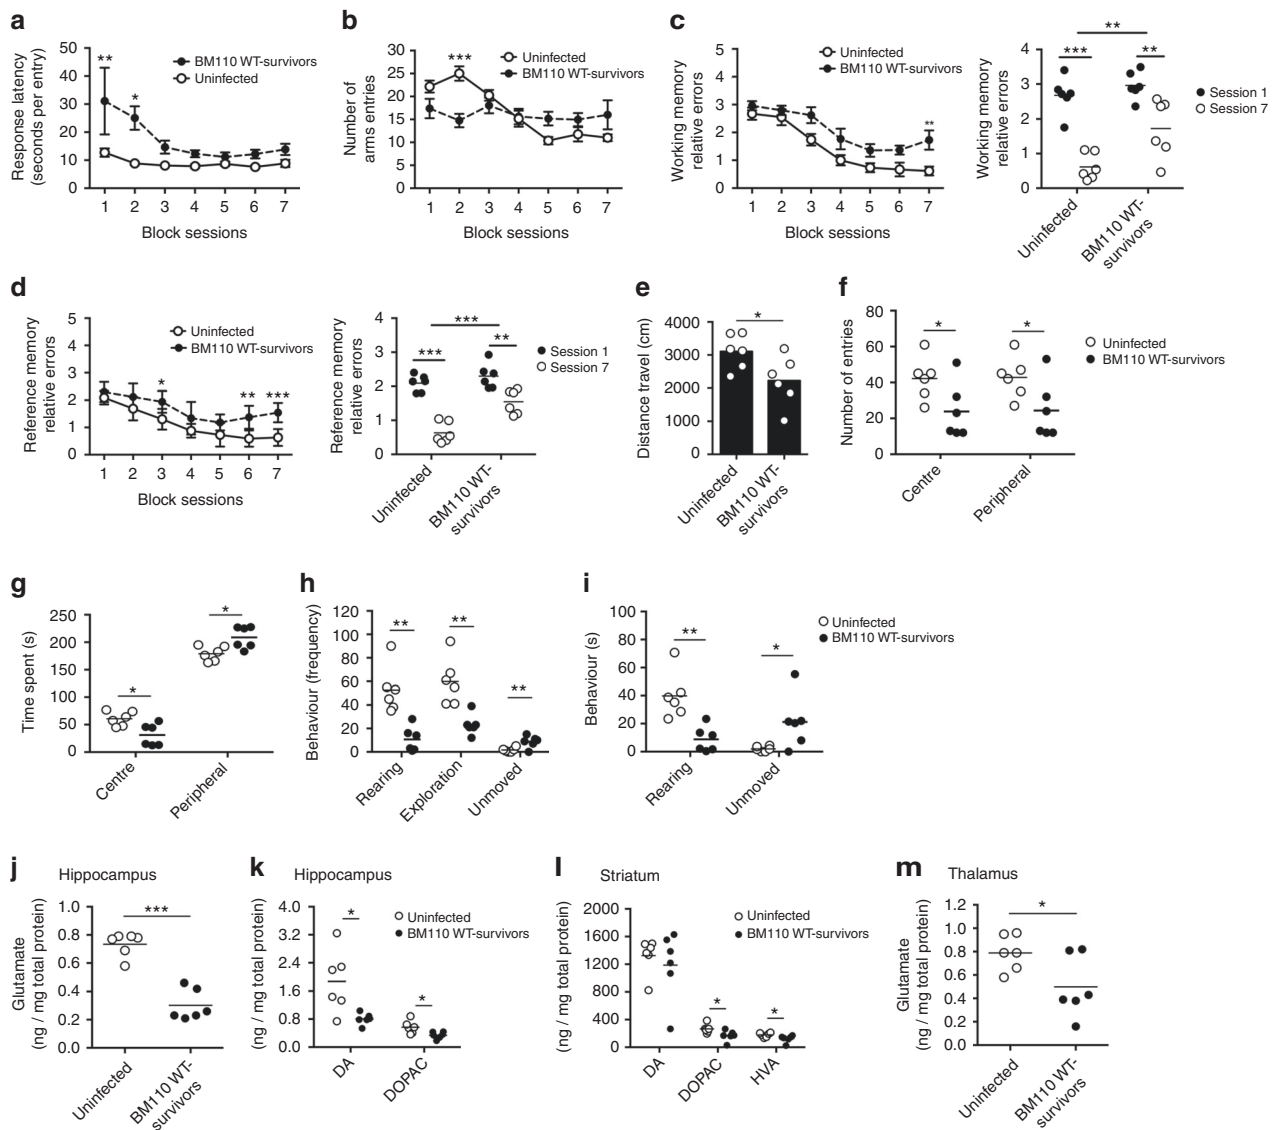 a
Response latency
(seconds per entry)
50
40
30
20
10
0
**
*
BM110 WT-survivors
Uninfected
1 2 3 4 5 6 7
Block sessions
b
Number of
arms entries
30
25
20
15
10
5
0
***
Uninfected
BM110 WT-survivors
1 2 3 4 5 6 7
Block sessions
c
Working memory
relative errors
5
4
3
2
1
0
Uninfected
BM110 WT-survivors
**
1 2 3 4 5 6 7
Block sessions
Working memory
relative errors
4
3
2
1
0
**
***
**
Session 1
Session 7
Uninfected
BM110 WT-
survivors
d
Reference memory
relative errors
5
4
3
2
1
0
Uninfected
BM110 WT-survivors
*
**
***
1 2 3 4 5 6 7
Block sessions
Reference memory
relative errors
4
3
2
1
0
***
***
**
Session 1
Session 7
Uninfected
BM110 WT-
survivors
e
Distance travel (cm)
4000
3000
2000
1000
0
*
Uninfected
BM110 WT-
survivors
f
Number of entries
80
60
40
20
0
*
*
Uninfected
BM110 WT-survivors
Centre
Peripheral
g
Time spent (s)
250
200
150
100
50
0
*
*
Centre
Peripheral
h
Behaviour (frequency)
120
100
80
60
40
20
0
**
**
**
Rearing
Exploration
Unmoved
i
Behaviour (s)
100
80
60
40
20
0
**
*
Uninfected
BM110 WT-survivors
Rearing
Unmoved
j
Hippocampus
Glutamate
(ng / mg total protein)
1.0
0.8
0.6
0.4
0.2
0.0
***
Uninfected
BM110 WT-
survivors
k
Hippocampus
(ng / mg total protein)
4.0
3.2
2.4
1.6
0.8
0.0
*
*
Uninfected
BM110 WT-survivors
DA
DOPAC
l
Striatum
(ng / mg total protein)
2000
1600
1200
800
400
0
*
*
Uninfected
BM110 WT-survivors
DA
DOPAC
HVA
m
Thalamus
Glutamate
(ng / mg total protein)
1.2
1.0
0.8
0.6
0.4
0.2
0.0
*
Uninfected
BM110 WT-
survivors